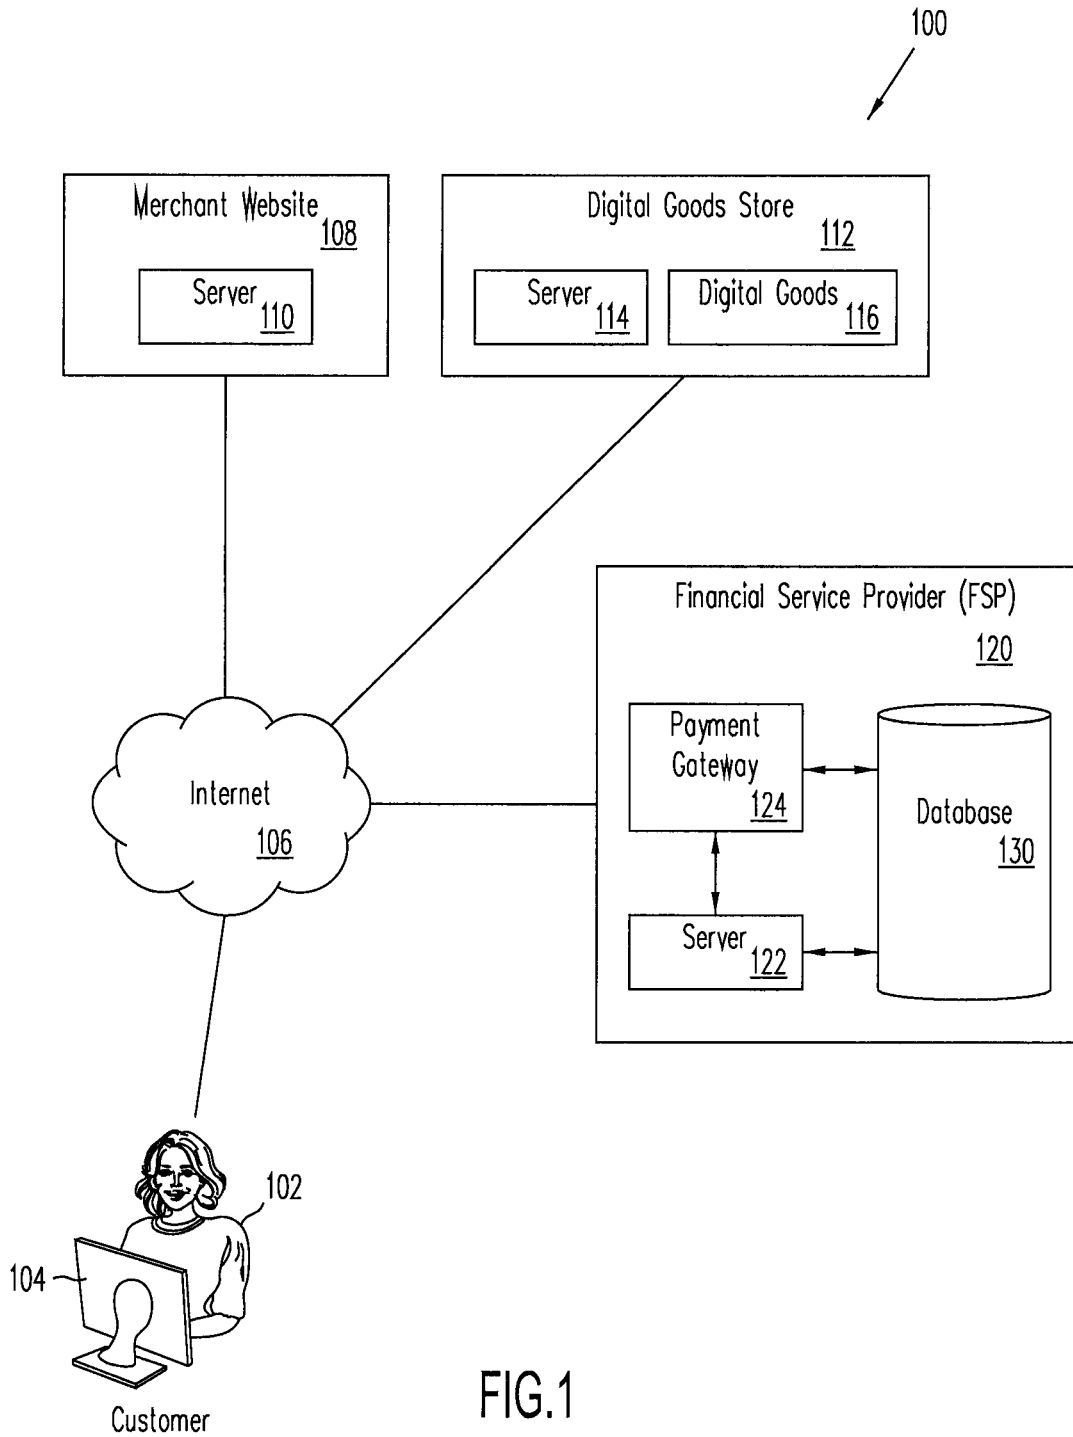 100
Merchant Website
108
Server
110
Digital Goods Store
112
Server
114
Digital Goods
116
Financial Service Provider (FSP)
120
Payment
Gateway
124
Database
130
Server
122
Internet
106
102
104
Customer
FIG.1